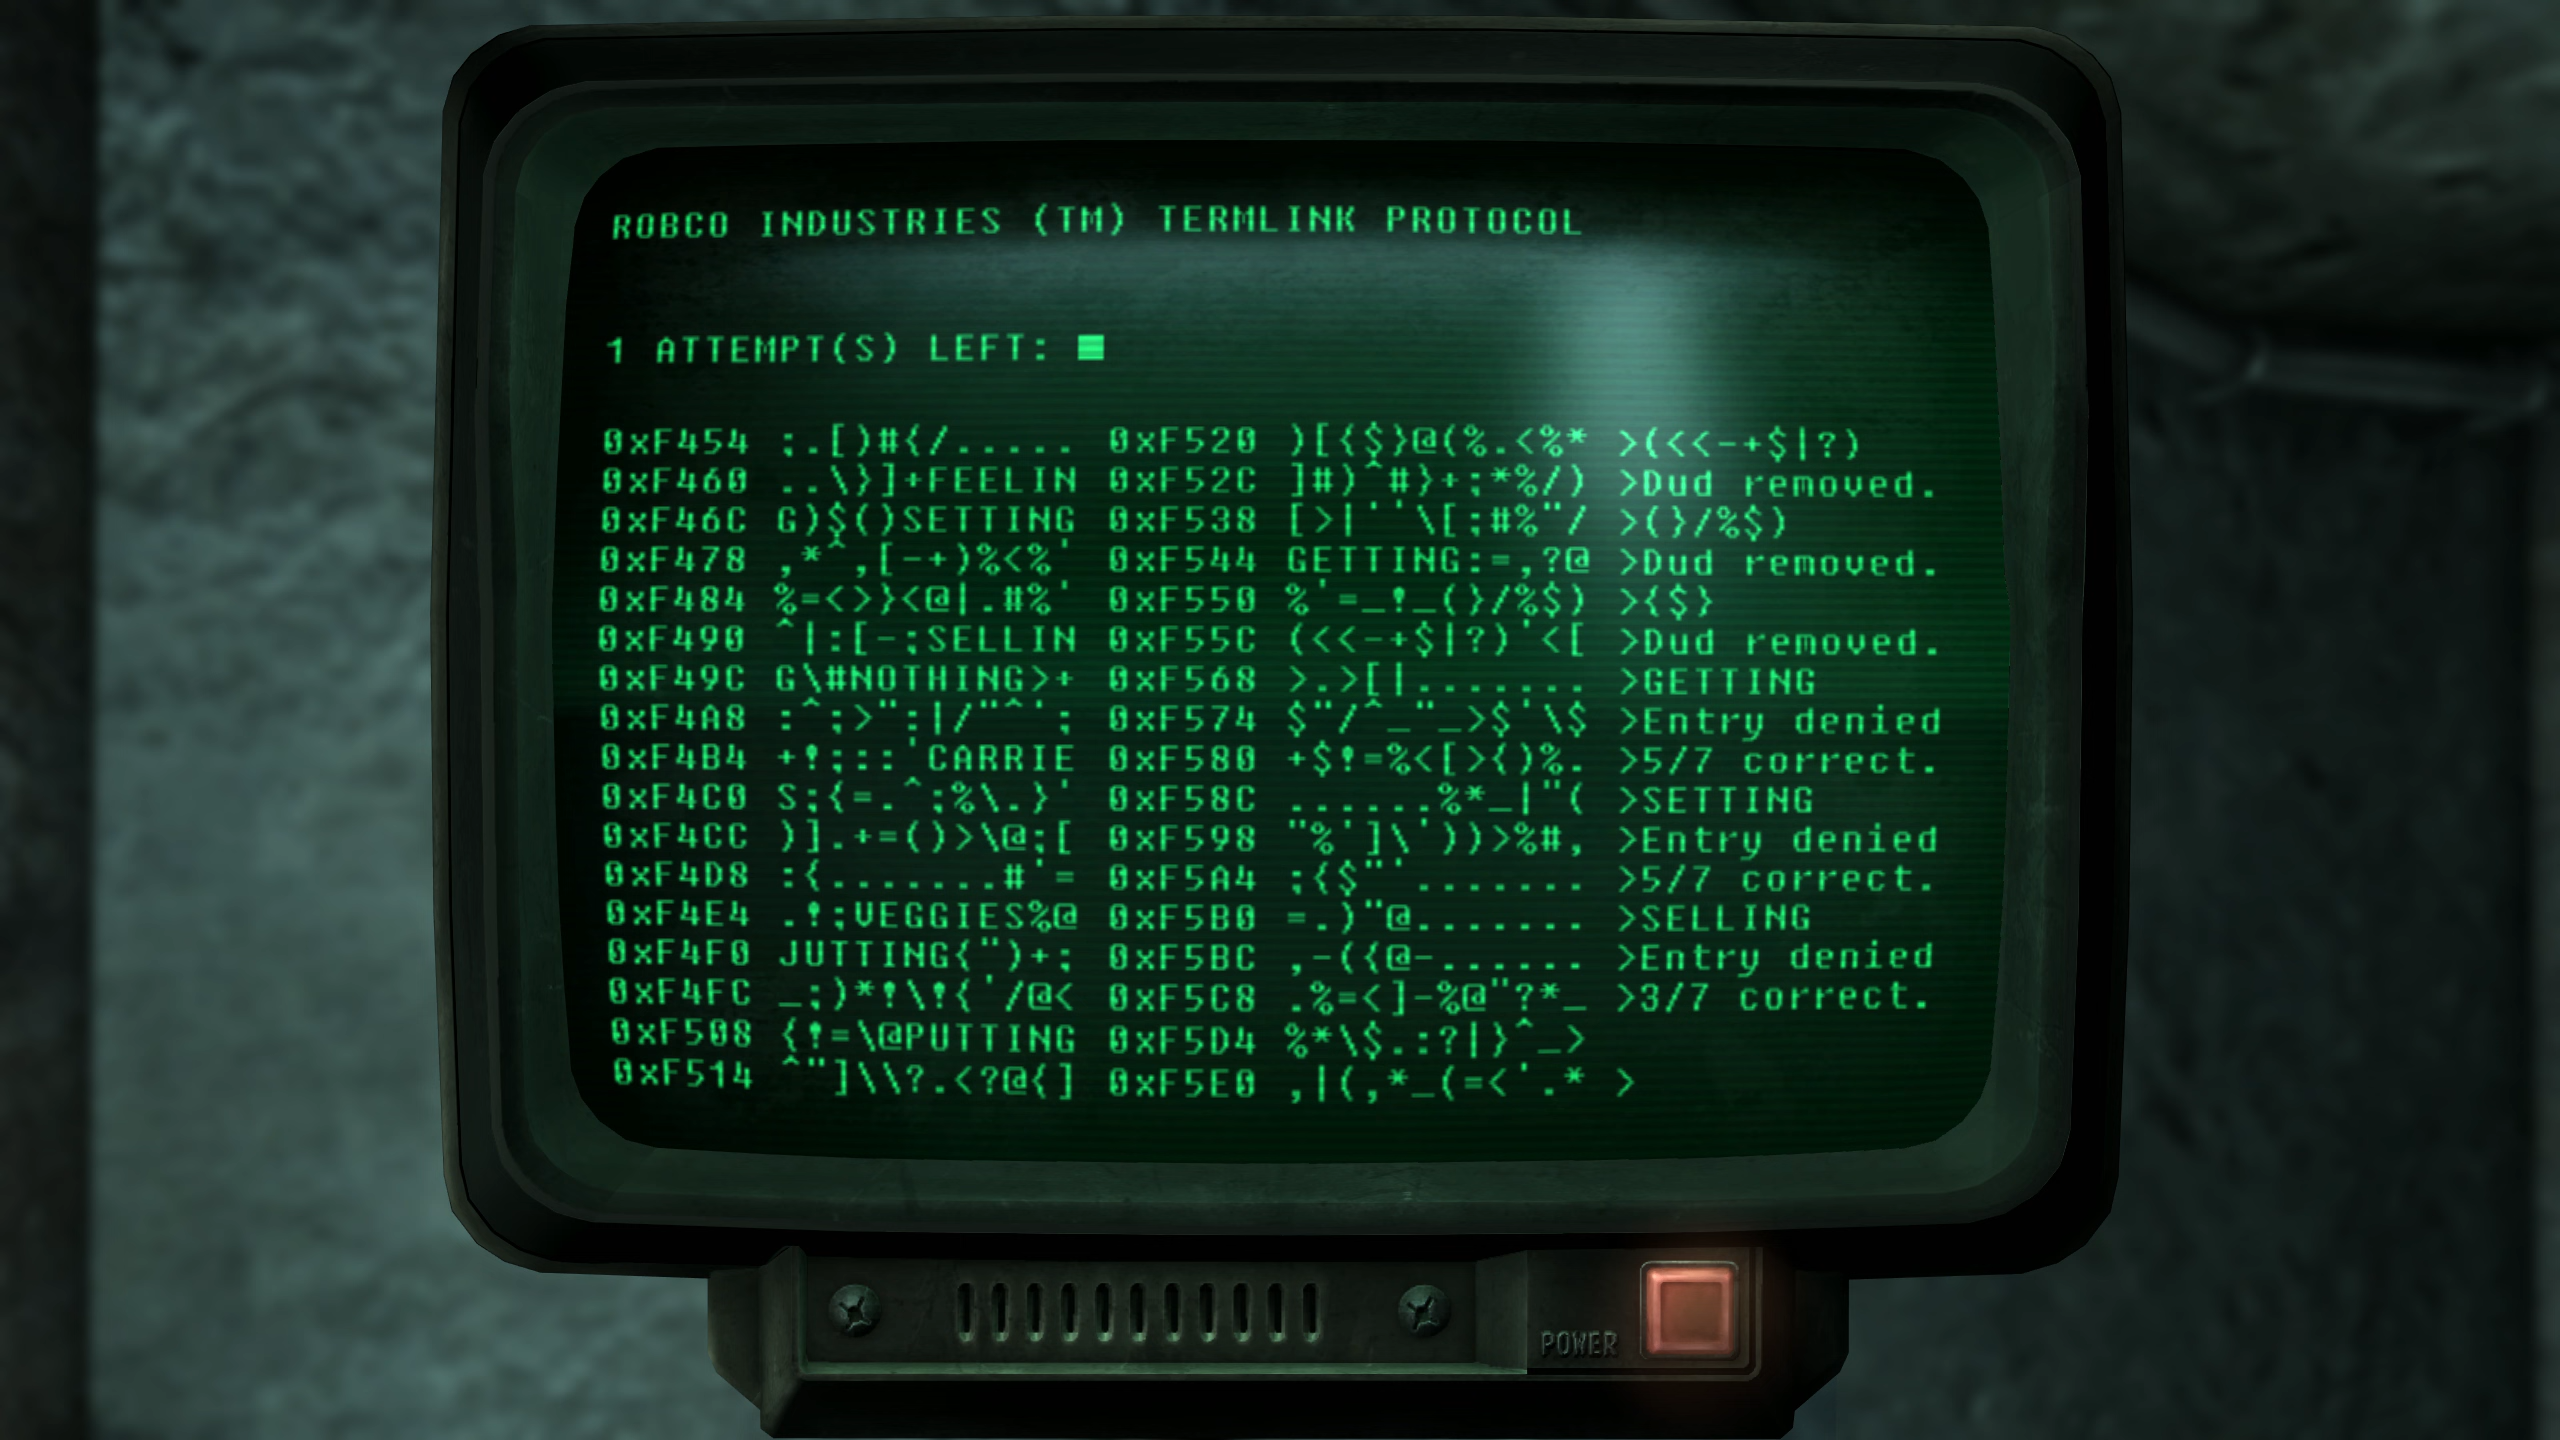 ROBCO INDUSTRIES (TM) TERMLINK PROTOCOL
1 ATTEMPT(S) LEFT: ■
0xF454 ;.[)#{/..... 0xF520 )[{$}@(%.<%* >(<<-+$|?)
0xF460 ..\}]+FEELIN 0xF52C ]#)^#}+;*%/) >Dud removed.
0xF46C G)$()SETTING 0xF538 [>|''\[;#%"/ >(}/%$)
0xF478 ,*^,[-+)%<%' 0xF544 GETTING:=,?@ >Dud removed.
0xF484 %=<>}<@|.#%' 0xF550 %'=_!_(}/%$) >{$}
0xF490 ^|:[-;SELLIN 0xF55C (<<-+$|?)'<[ >Dud removed.
0xF49C G\#NOTHING>+ 0xF568 >.>[|....... >GETTING
0xF4A8 :^;>":|/"^'; 0xF574 $"/^_"_>$'\$ >Entry denied
0xF4B4 +!;::'CARRIE 0xF580 +$!=%<[>{)%. >5/7 correct.
0xF4C0 S;{=.^;%\.}' 0xF58C ......%*_|"( >SETTING
0xF4CC )].+=()>\@;[ 0xF598 "%']\'))>%#, >Entry denied
0xF4D8 :{.......#'= 0xF5A4 ;{$"'....... >5/7 correct.
0xF4E4 .!;VEGGIES%@ 0xF5B0 =.)"@....... >SELLING
0xF4F0 JUTTING{")+; 0xF5BC ,-({@-...... >Entry denied
0xF4FC _;)*!\!{'/@< 0xF5C8 .%=<]-%@"?*_ >3/7 correct.
0xF508 {!=\@PUTTING 0xF5D4 %*\$.:?|}^_>
0xF514 ^"]\\?.<?@{] 0xF5E0 ,|(,*_(=<'.* >
POWER